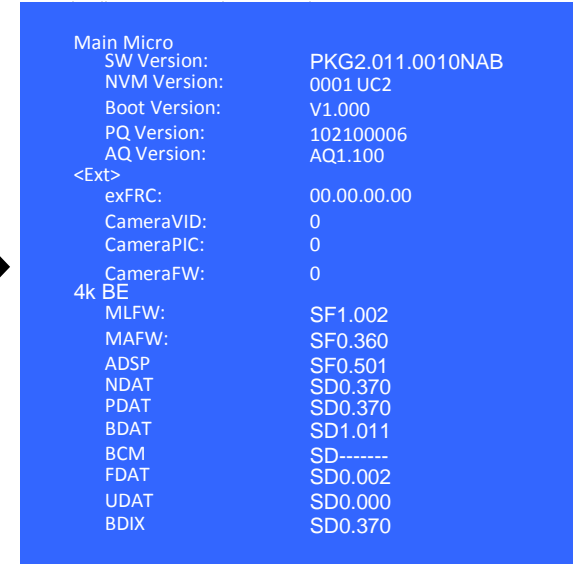 Main Micro
SW Version: PKG2.011.0010NAB
NVM Version: 0001 UC2
Boot Version: V1.000
PQ Version: 102100006
AQ Version: AQ1.100
<Ext>
exFRC: 00.00.00.00
CameraVID: 0
CameraPIC: 0
CameraFW: 0
4k BE
MLFW: SF1.002
MAFW: SF0.360
ADSP SF0.501
NDAT SD0.370
PDAT SD0.370
BDAT SD1.011
BCM SD-------
FDAT SD0.002
UDAT SD0.000
BDIX SD0.370